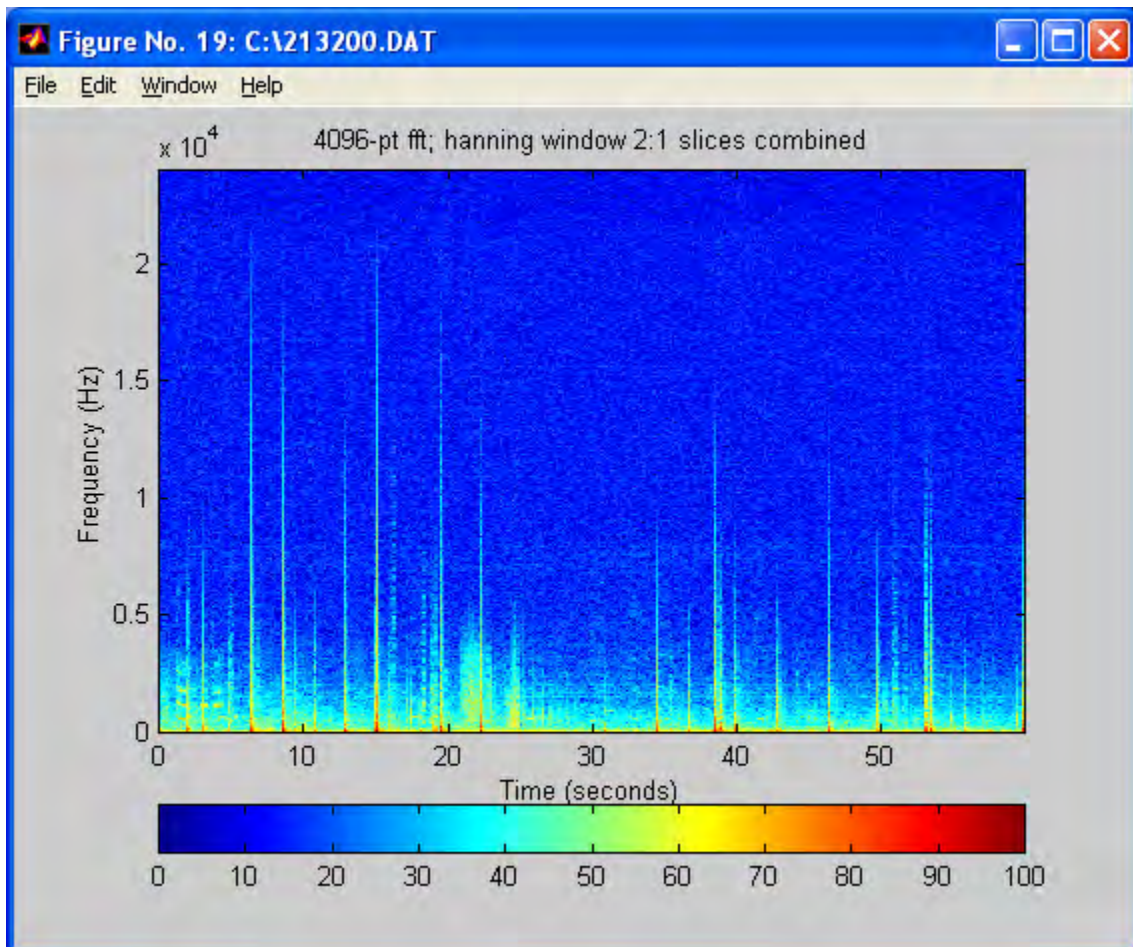 Figure No. 19: C:\213200.DAT
File Edit Window Help
x 10^4
4096-pt fft; hanning window 2:1 slices combined
2
1.5
1
0.5
0
Frequency (Hz)
0 10 20 30 40 50
Time (seconds)
0 10 20 30 40 50 60 70 80 90 100